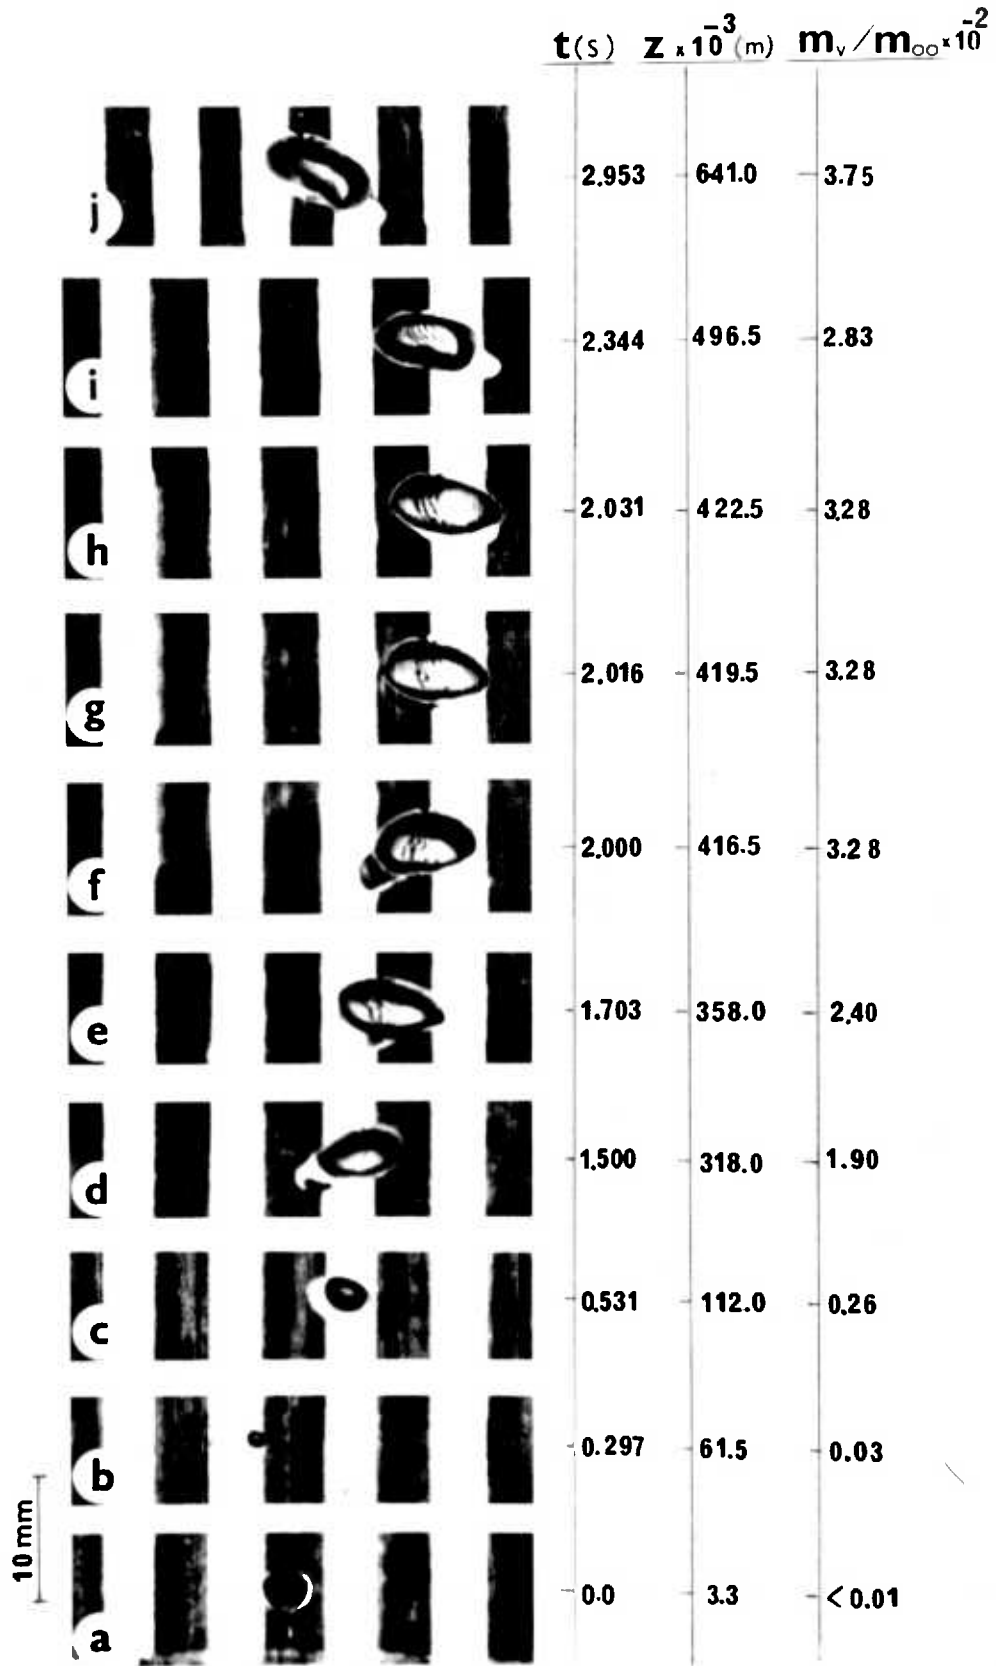 t(s) z x10⁻³(m) mᵥ/m₀₀x10⁻²
j 2.953 641.0 3.75
i 2.344 496.5 2.83
h 2.031 422.5 3.28
g 2.016 419.5 3.28
f 2.000 416.5 3.28
e 1.703 358.0 2.40
d 1.500 318.0 1.90
c 0.531 112.0 0.26
b 0.297 61.5 0.03
10 mm
a 0.0 3.3 <0.01